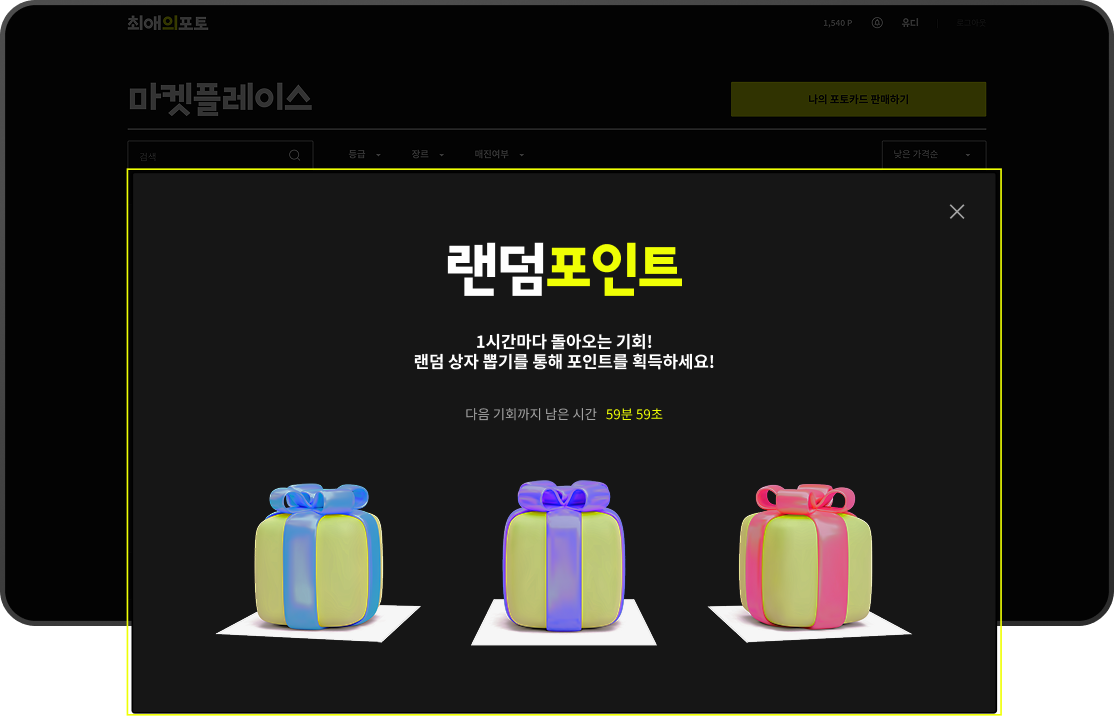 최애의포토
1,540 P 유디 로그아웃
마켓플레이스
나의 포토카드 판매하기
검색 등급 장르 매진여부 낮은 가격순
랜덤포인트
1시간마다 돌아오는 기회!
랜덤 상자 뽑기를 통해 포인트를 획득하세요!
다음 기회까지 남은 시간 59분 59초